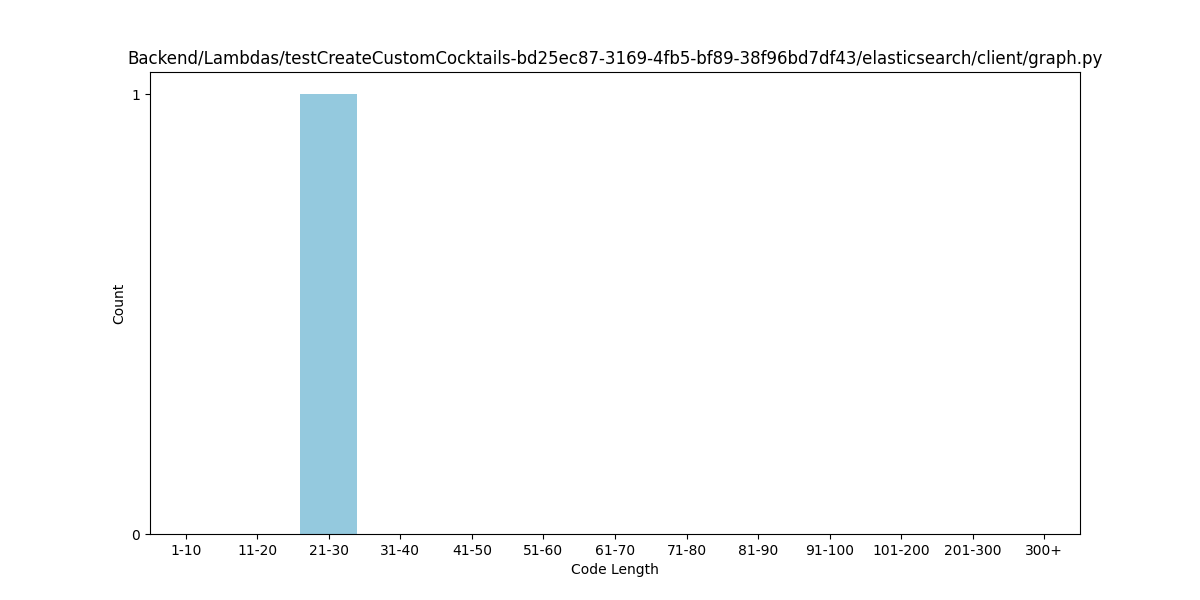 Backend/Lambdas/testCreateCustomCocktails-bd25ec87-3169-4fb5-bf89-38f96bd7df43/elasticsearch/client/graph.py
1
Count
0
1-10 11-20 21-30 31-40 41-50 51-60 61-70 71-80 81-90 91-100 101-200 201-300 300+
Code Length